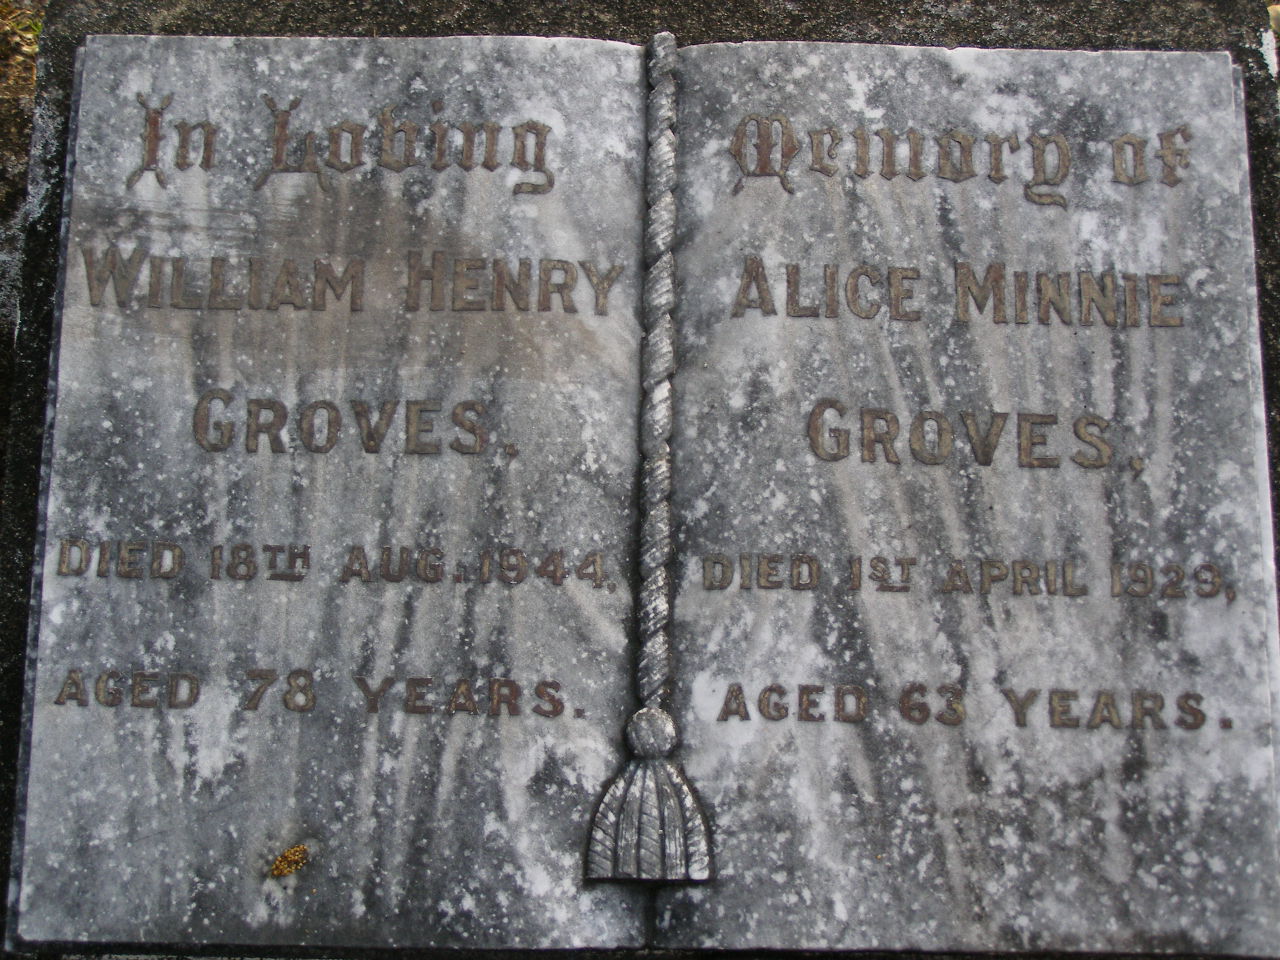 In Loving
WILLIAM HENRY
GROVES.
DIED 18TH AUG. 1944.
AGED 78 YEARS.
Memory of
ALICE MINNIE
GROVES,
DIED 1ST APRIL 1929,
AGED 63 YEARS.